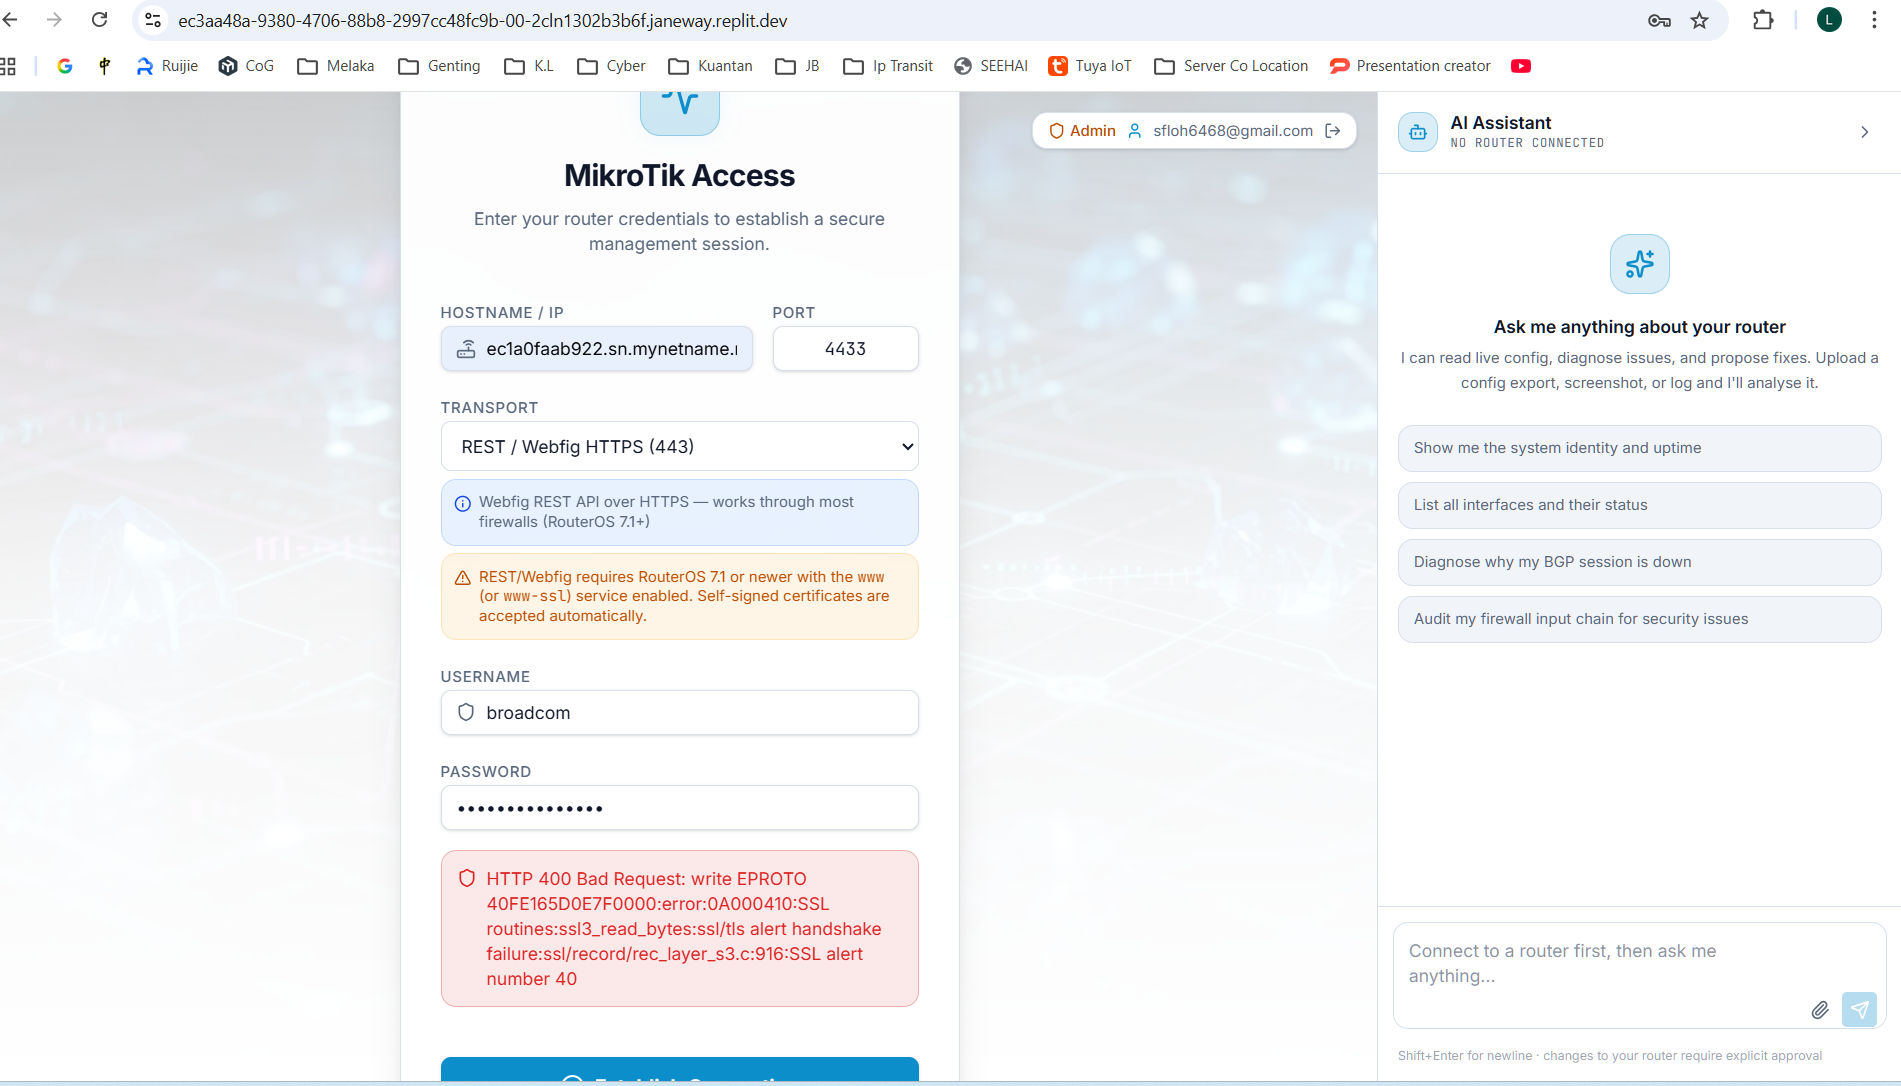 ec3aa48a-9380-4706-88b8-2997cc48fc9b-00-2cln1302b3b6f.janeway.replit.dev
L
Ruijie CoG Melaka Genting K.L Cyber Kuantan JB Ip Transit SEEHAI Tuya IoT Server Co Location Presentation creator
Admin sfloh6468@gmail.com
MikroTik Access
Enter your router credentials to establish a secure
management session.
HOSTNAME / IP PORT
ec1a0faab922.sn.mynetname. 4433
TRANSPORT
REST / Webfig HTTPS (443)
Webfig REST API over HTTPS — works through most
firewalls (RouterOS 7.1+)
REST/Webfig requires RouterOS 7.1 or newer with the www
(or www-ssl) service enabled. Self-signed certificates are
accepted automatically.
USERNAME
broadcom
PASSWORD
•••••••••••••••
HTTP 400 Bad Request: write EPROTO
40FE165D0E7F0000:error:0A000410:SSL
routines:ssl3_read_bytes:ssl/tls alert handshake
failure:ssl/record/rec_layer_s3.c:916:SSL alert
number 40
AI Assistant
NO ROUTER CONNECTED
Ask me anything about your router
I can read live config, diagnose issues, and propose fixes. Upload a
config export, screenshot, or log and I'll analyse it.
Show me the system identity and uptime
List all interfaces and their status
Diagnose why my BGP session is down
Audit my firewall input chain for security issues
Connect to a router first, then ask me
anything...
Shift+Enter for newline · changes to your router require explicit approval